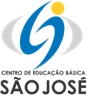 CENTRO DE EDUCAÇÃO BÁSICA
SÃO JOSÉ